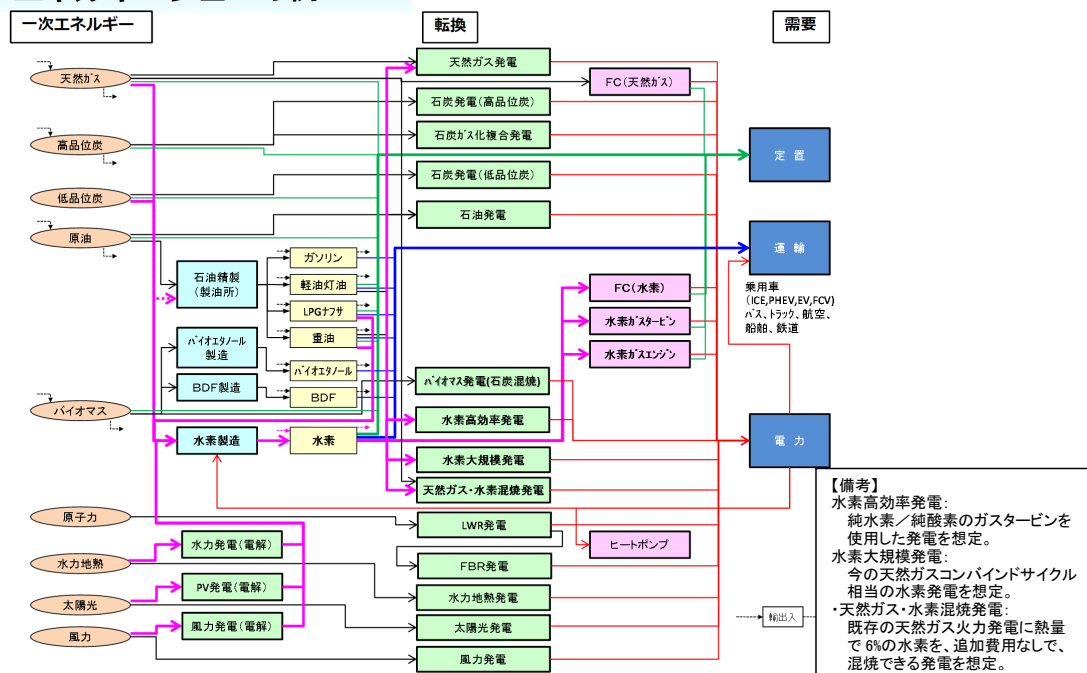 一次エネルギー
転換
需要
天然ガス
高品位炭
低品位炭
原油
バイオマス
原子力
水力地熱
太陽光
風力
石油精製
(製油所)
バイオエタノール
製造
BDF製造
水素製造
水力発電(電解)
PV発電(電解)
風力発電(電解)
ガソリン
軽油灯油
LPGナフサ
重油
バイオエタノール
BDF
水素
天然ガス発電
石炭発電(高品位炭)
石炭ガス化複合発電
石炭発電(低品位炭)
石油発電
バイオマス発電(石炭混焼)
水素高効率発電
水素大規模発電
天然ガス・水素混焼発電
LWR発電
FBR発電
水力地熱発電
太陽光発電
風力発電
FC(天然ガス)
FC(水素)
水素ガスタービン
水素ガスエンジン
ヒートポンプ
定置
運輸
乗用車
(ICE,PHEV,EV,FCV)
バス、トラック、航空、
船舶、鉄道
電力
輸出入
【備考】
水素高効率発電:
純水素/純酸素のガスタービンを
使用した発電を想定。
水素大規模発電:
今の天然ガスコンバインドサイクル
相当の水素発電を想定。
・天然ガス・水素混焼発電:
既存の天然ガス火力発電に熱量
で6%の水素を、追加費用なしで、
混焼できる発電を想定。